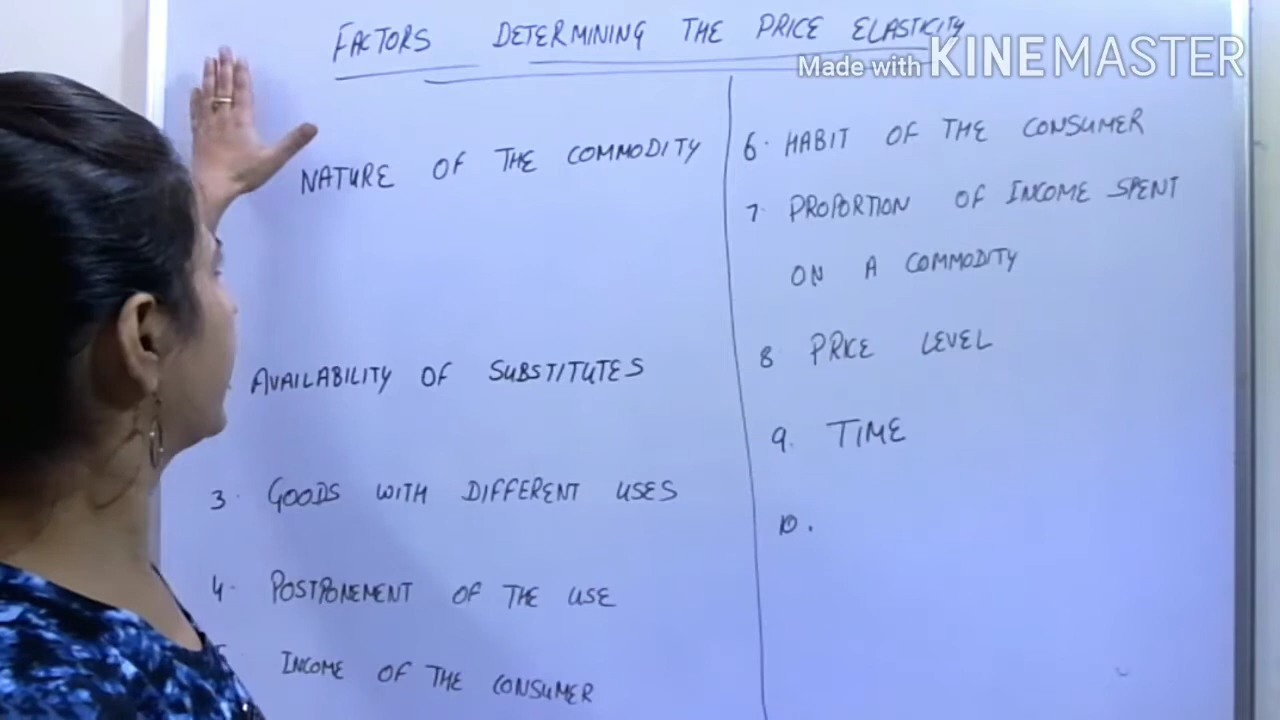 FACTORS DETERMINING THE PRICE ELASTICITY
Made with KINEMASTER
NATURE OF THE COMMODITY
AVAILABILITY OF SUBSTITUTES
3. GOODS WITH DIFFERENT USES
4. POSTPONEMENT OF THE USE
INCOME OF THE CONSUMER
6. HABIT OF THE CONSUMER
7. PROPORTION OF INCOME SPENT
ON A COMMODITY
8 PRICE LEVEL
9. TIME
10.